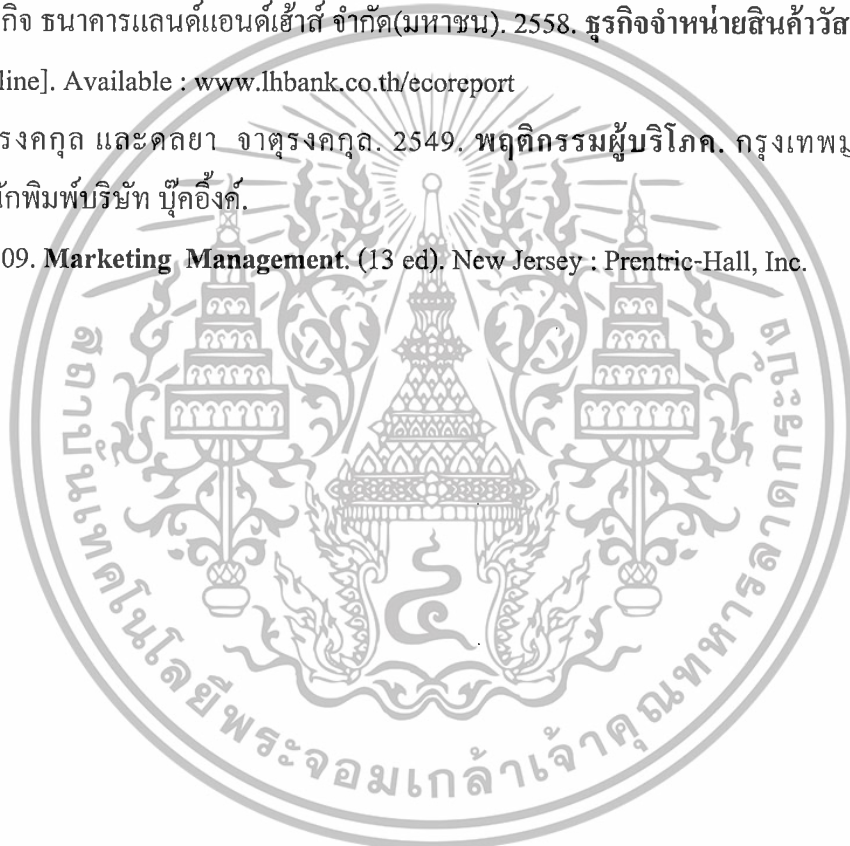 กิจ ธนาคารแลนด์แอนด์เฮ้าส์ จำกัด(มหาชน). 2558. ธุรกิจจำหน่ายสินค้าวัส
line]. Available : www.lhbank.co.th/ecoreport
รงคกุล และดลยา จาตุรงคกุล. 2549. พฤติกรรมผู้บริโภค. กรุงเทพม
นักพิมพ์บริษัท บุ๊คอิ้งค์.
09. Marketing Management. (13 ed). New Jersey : Prentric-Hall, Inc.
สถาบันเทคโนโลยีพระจอมเกล้าเจ้าคุณทหารลาดกระบัง
๔